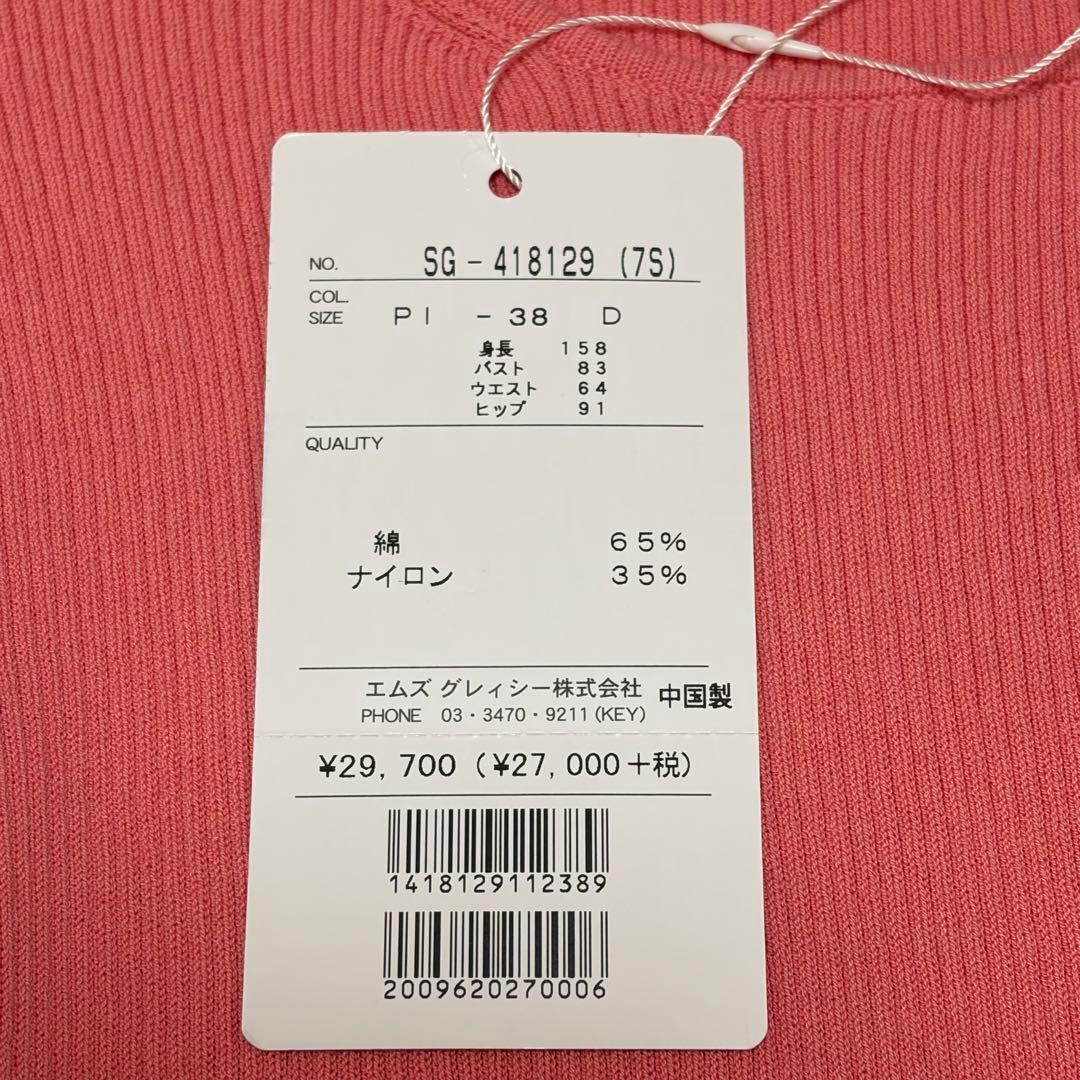 NO. SG-418129 (7S)
COL.
SIZE PI -38 D
身長 158
バスト 83
ウエスト 64
ヒップ 91
QUALITY
綿 65%
ナイロン 35%
エムズ グレィシー株式会社 中国製
PHONE 03・3470・9211(KEY)
¥29,700 (¥27,000+税)
1418129112389
2009620270006